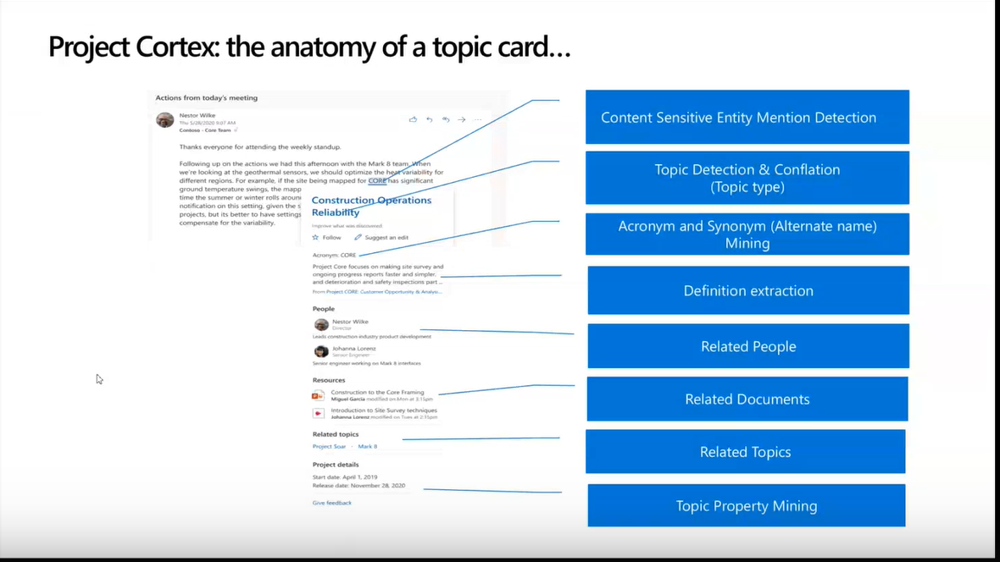 Project Cortex: the anatomy of a topic card...
Actions from today's meeting
Nestor Wilke
Thu 5/28/2020 9:07 AM
Contoso - Core Team
Thanks everyone for attending the weekly standup.
Following up on the actions we had this afternoon with the Mark 8 team. When
we're looking at the geothermal sensors, we should optimize the heat variability for
different regions. For example, if the site being mapped for CORE has significant
ground temperature swings, the mapp
time the summer or winter rolls aroun
notification on this setting, given the s
projects, but its better to have settings
compensate for the variability.
Construction Operations
Reliability
Improve what was discovered
Follow
Suggest an edit
Acronym: CORE
Project Core focuses on making site survey and
ongoing progress reports faster and simpler,
and deterioration and safety inspections part ...
From Project CORE: Customer Opportunity & Analysi...
People
Nestor Wilke
Director
Leads construction industry product development
Johanna Lorenz
Senior Engineer
Senior engineer working on Mark 8 interfaces
Resources
Construction to the Core Framing
Miguel Garcia modified on Mon at 3:15pm
Introduction to Site Survey techniques
Johanna Lorenz modified on Tues at 2:15pm
Related topics
Project Soar · Mark 8
Project details
Start date: April 1, 2019
Release date: November 28, 2020
Give feedback
Content Sensitive Entity Mention Detection
Topic Detection & Conflation
(Topic type)
Acronym and Synonym (Alternate name)
Mining
Definition extraction
Related People
Related Documents
Related Topics
Topic Property Mining